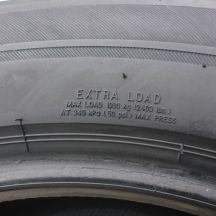 EXTRA LOAD
MAX LOAD 1090 kg (2403 lbs)
AT 340 kPa (50 psi) MAX PRESS